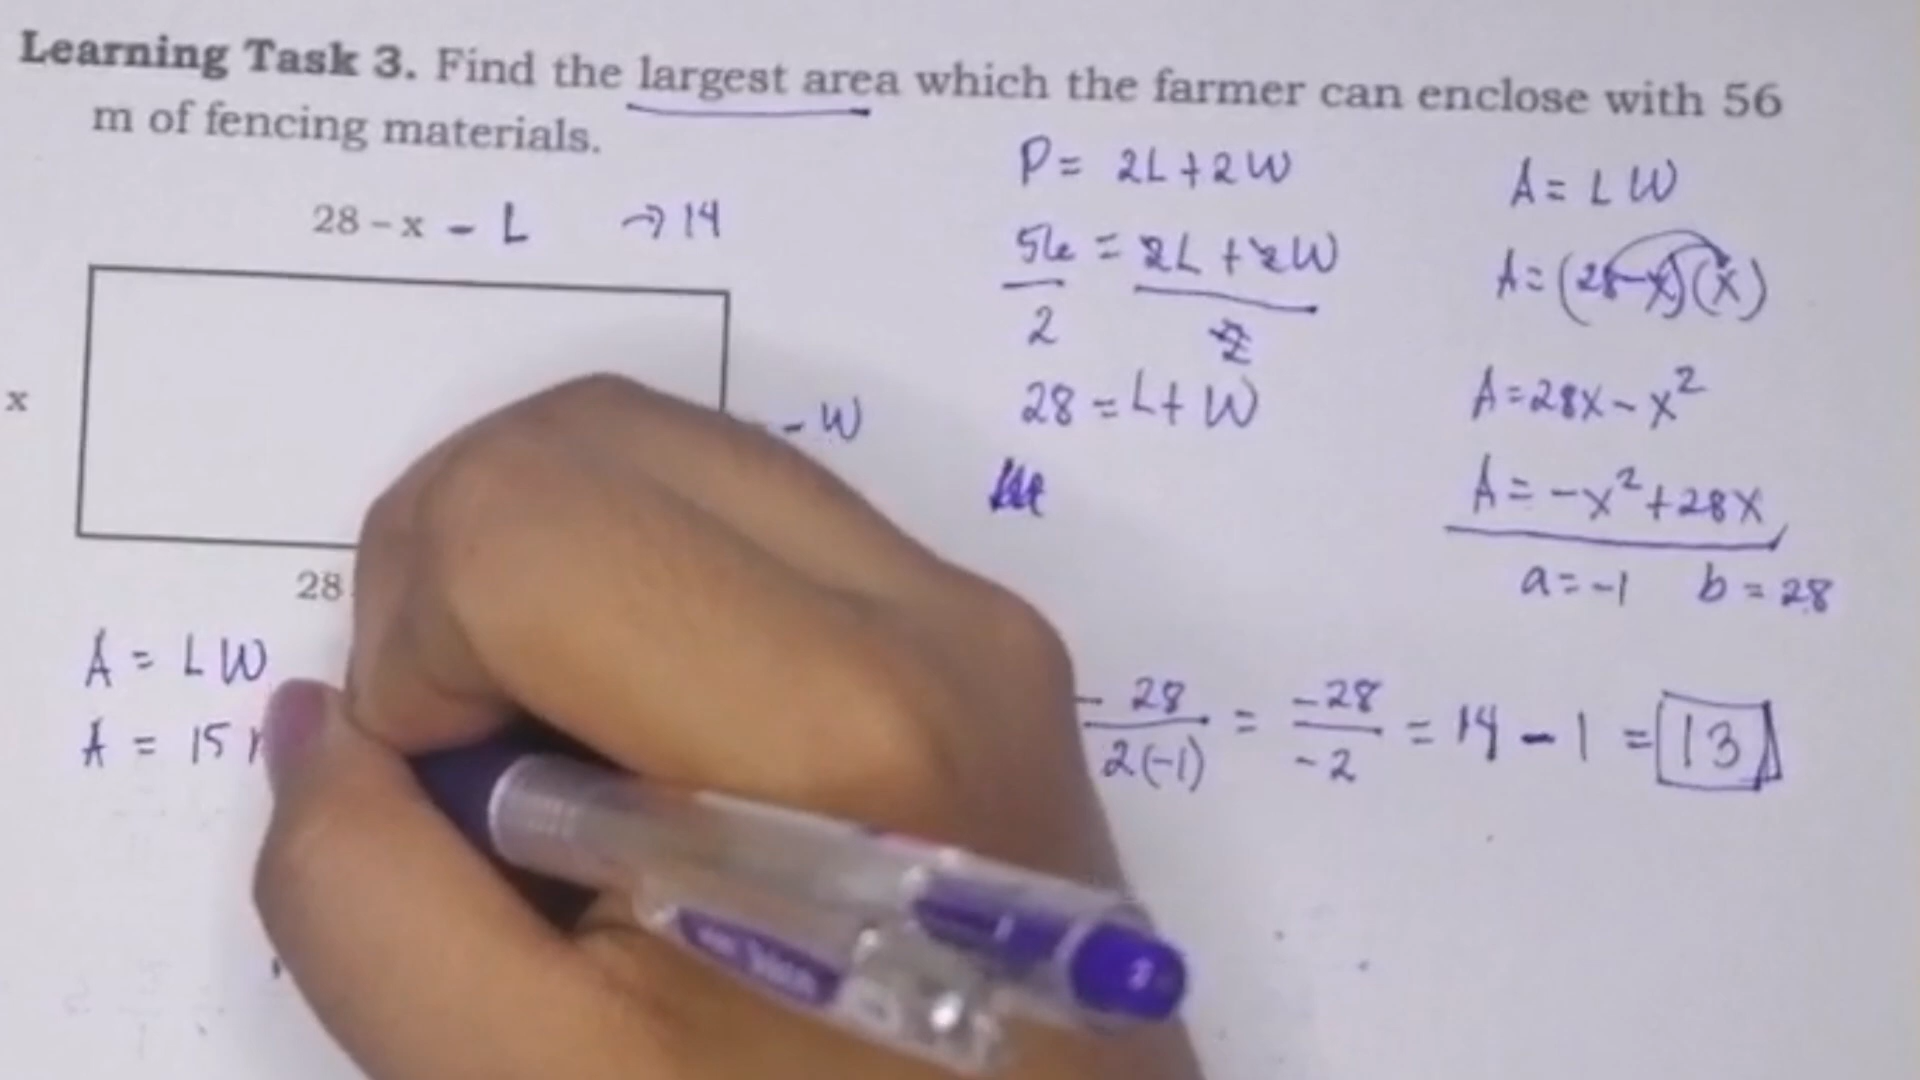 Learning Task 3. Find the largest area which the farmer can enclose with 56
m of fencing materials.
28 – x - L → 14
x
- W
28
A = LW
A = 15
P = 2L + 2W
56 = 2L + 2W
2 2
28 = L + W
A = LW
A = (28-x)(x)
A = 28x - x²
A = -x² + 28x
a = -1 b = 28
- 28 = -28 = 14 - 1 = 13
2(-1) -2